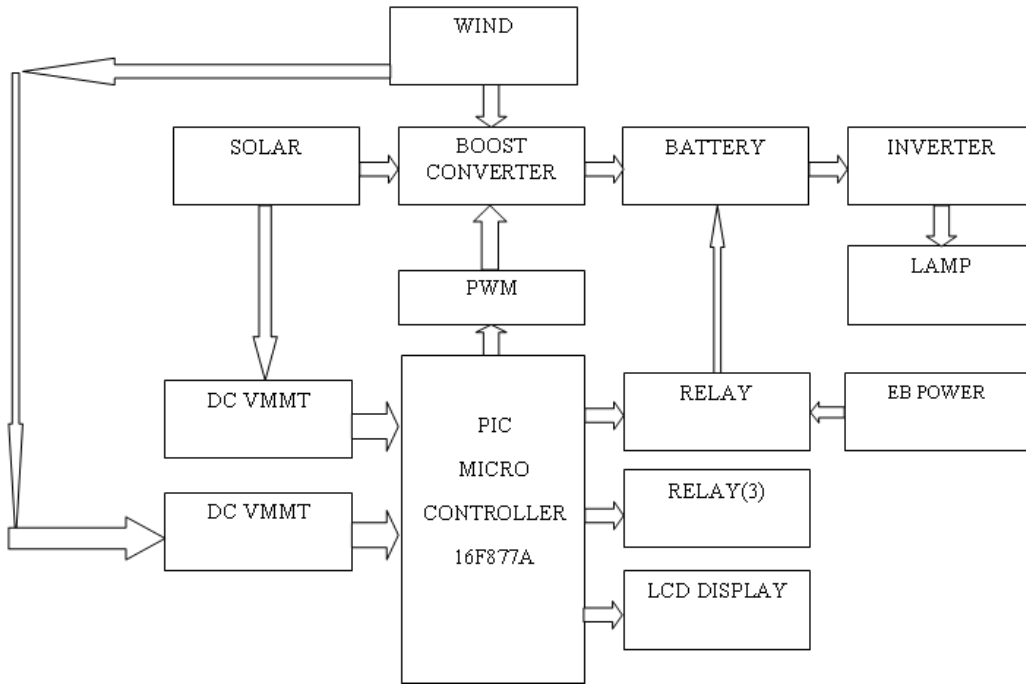 WIND
SOLAR
BOOST
CONVERTER
BATTERY
INVERTER
LAMP
PWM
DC VMMT
PIC
MICRO
CONTROLLER
16F877A
RELAY
EB POWER
RELAY(3)
DC VMMT
LCD DISPLAY